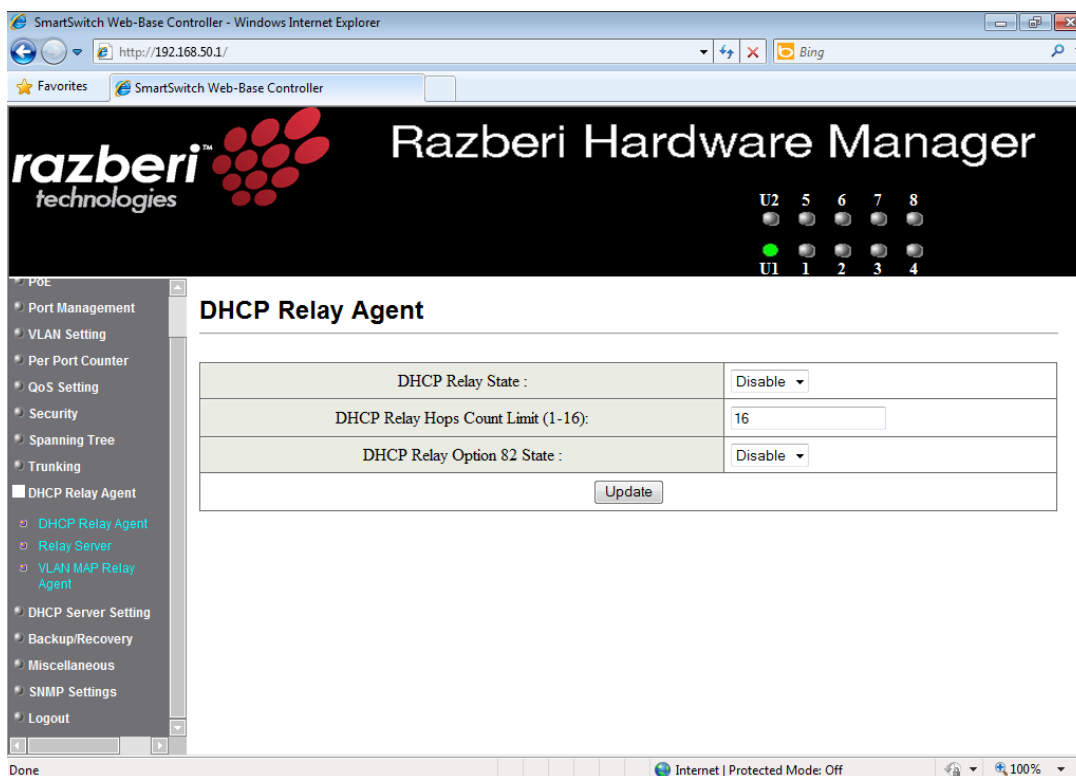 SmartSwitch Web-Base Controller - Windows Internet Explorer
http://192.168.50.1/
Bing
Favorites
SmartSwitch Web-Base Controller
razberi™
technologies
Razberi Hardware Manager
U2 5 6 7 8
U1 1 2 3 4
PoE
Port Management
VLAN Setting
Per Port Counter
QoS Setting
Security
Spanning Tree
Trunking
DHCP Relay Agent
DHCP Relay Agent
Relay Server
VLAN MAP Relay
Agent
DHCP Server Setting
Backup/Recovery
Miscellaneous
SNMP Settings
Logout
DHCP Relay Agent
DHCP Relay State : Disable
DHCP Relay Hops Count Limit (1-16): 16
DHCP Relay Option 82 State : Disable
Update
Done
Internet | Protected Mode: Off
100%